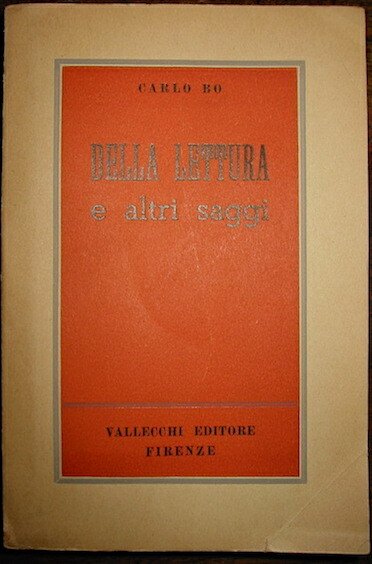 CARLO BO
DELLA LETTURA
e altri saggi
VALLECCHI EDITORE
FIRENZE